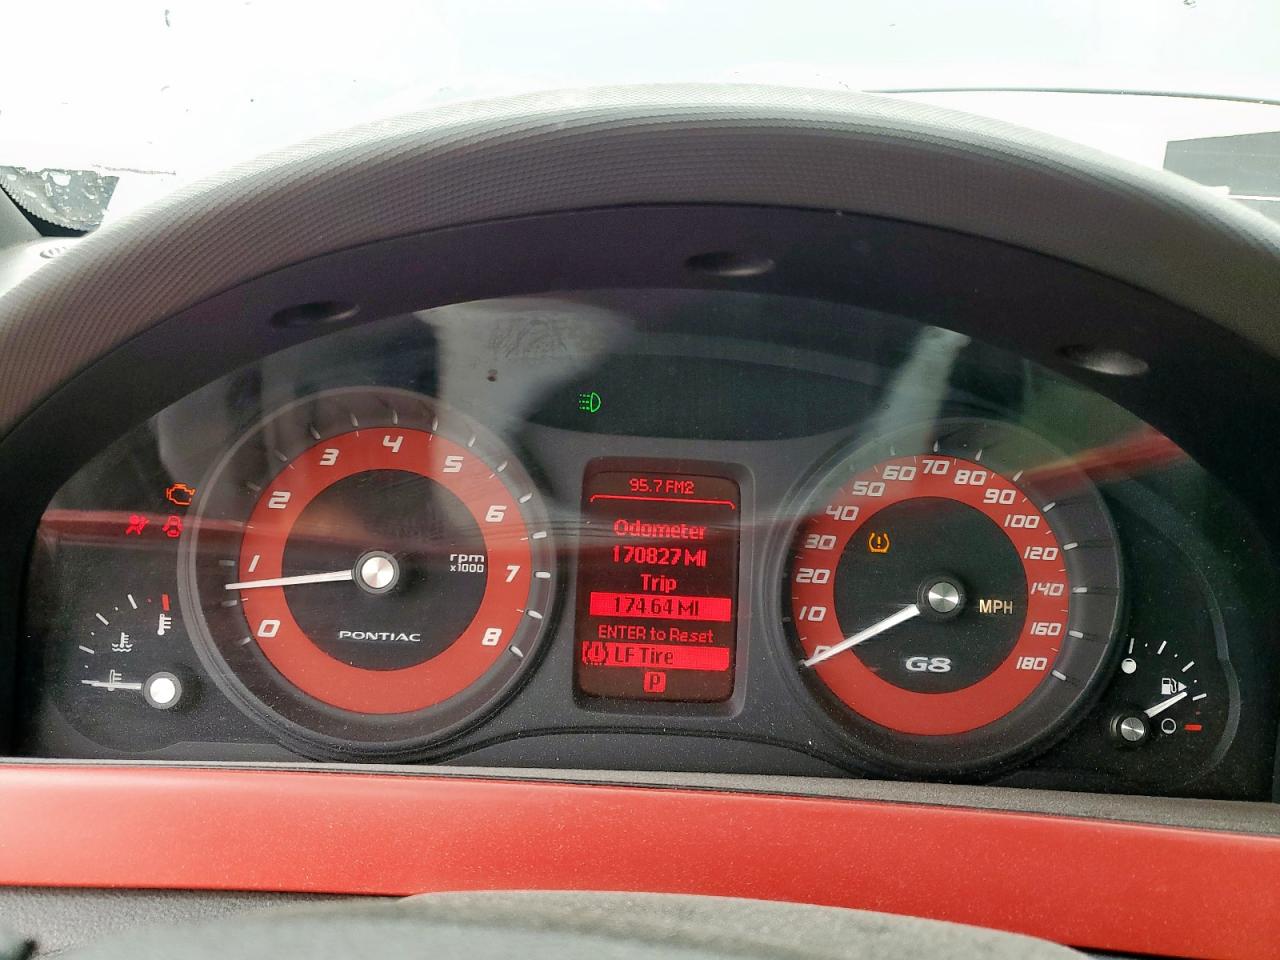 0
1
2
3
4
5
6
7
8
rpm
x1000
PONTIAC
95.7 FM2
Odometer
170827 MI
Trip
174.64 MI
ENTER to Reset
LF Tire
P
0
10
20
30
40
50
60
70
80
90
100
120
140
160
180
MPH
G8